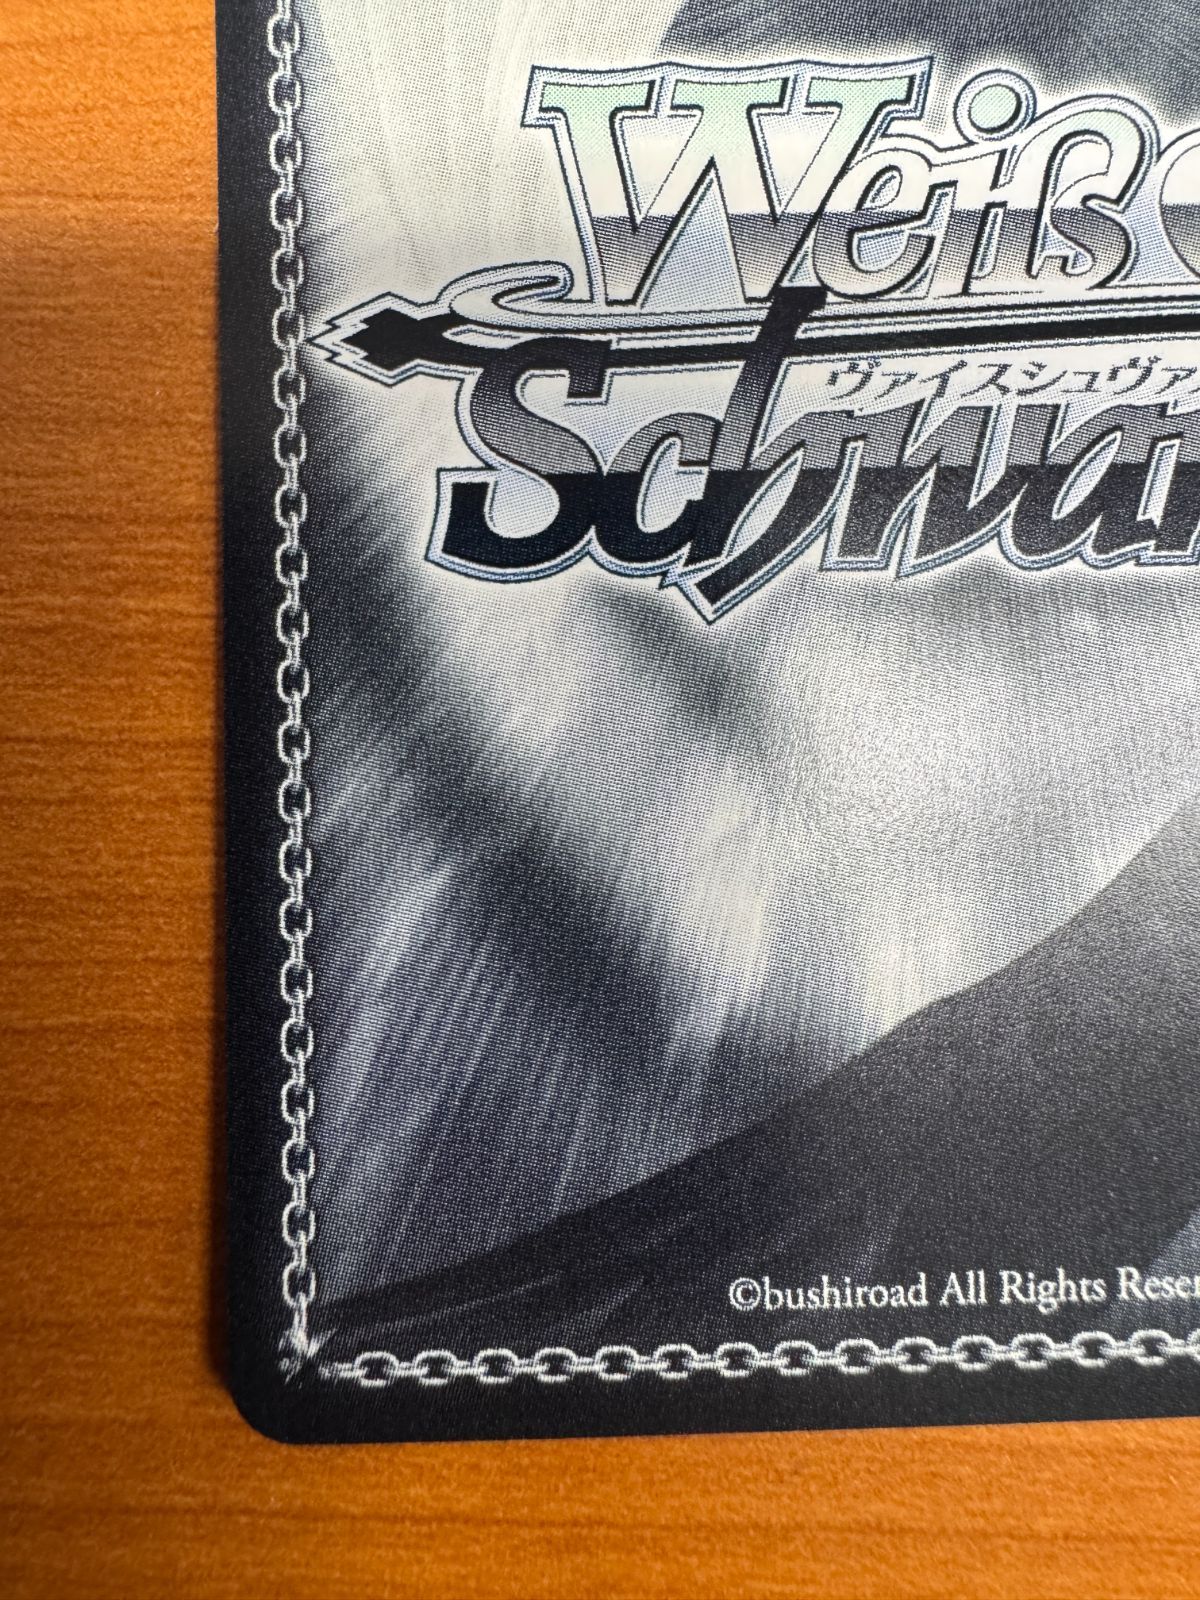 Weiß
ヴァイスシュヴァ
Schwar
©bushiroad All Rights Reser